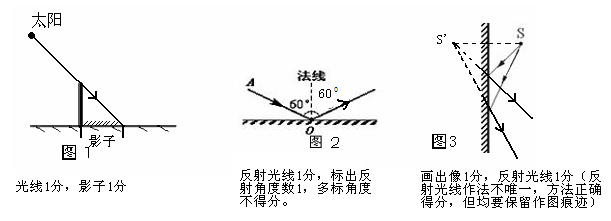 太阳
影子
图 1
光线1分，影子1分
法线
A
60°
60°
O
图 2
反射光线1分，标出反
射角度数1，多标角度
不得分。
S'
S
图3
画出像1分，反射光线1分（反
射光线作法不唯一，方法正确
得分，但均要保留作图痕迹）